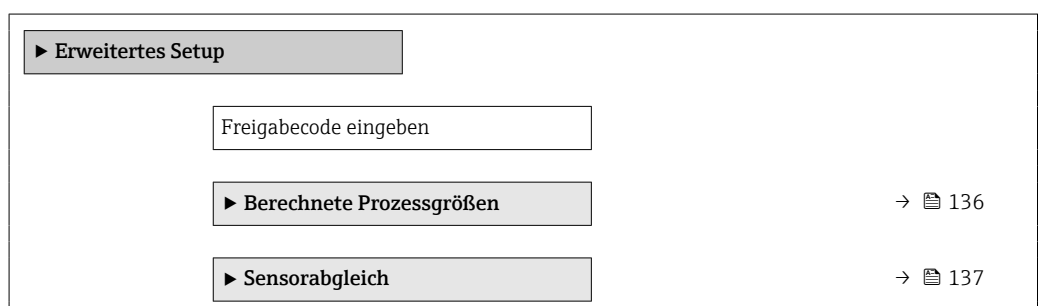 ▶ Erweitertes Setup
Freigabecode eingeben
▶ Berechnete Prozessgrößen → 136
▶ Sensorabgleich → 137